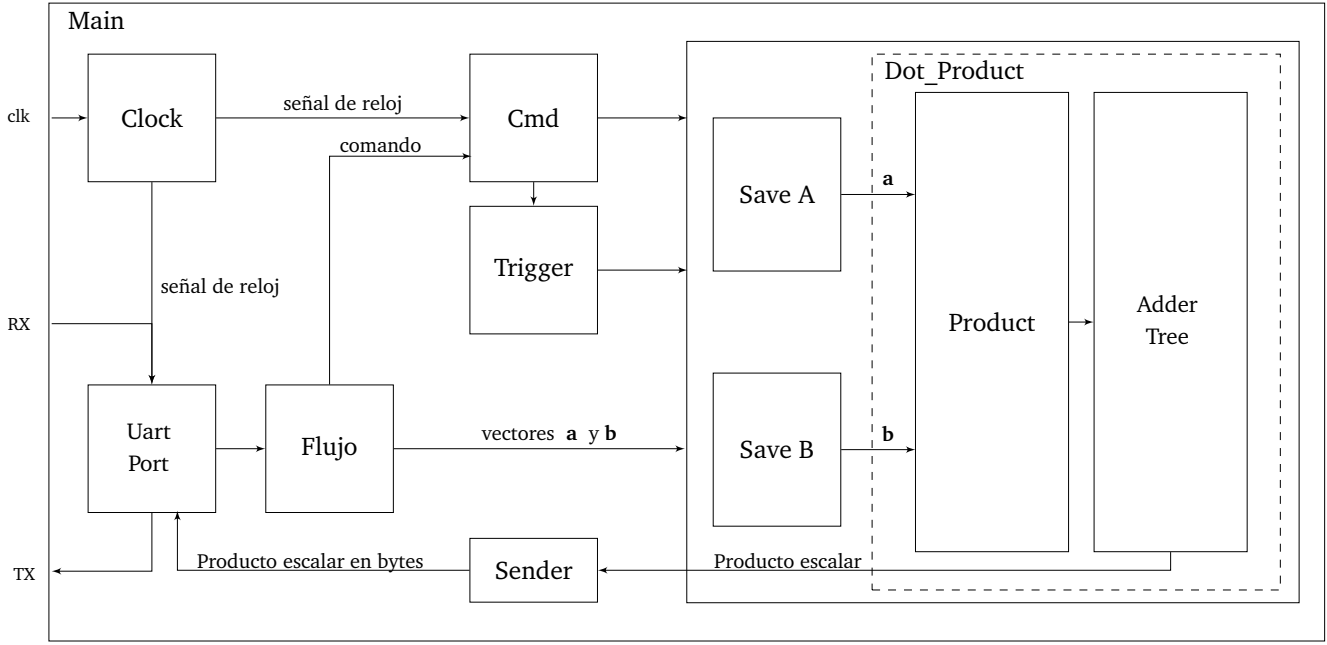 Main
Dot_Product
clk
Clock
señal de reloj
Cmd
comando
Save A
a
Trigger
señal de reloj
RX
Product
Adder
Tree
Uart
Port
Flujo
vectores a y b
Save B
b
TX
Producto escalar en bytes
Sender
Producto escalar